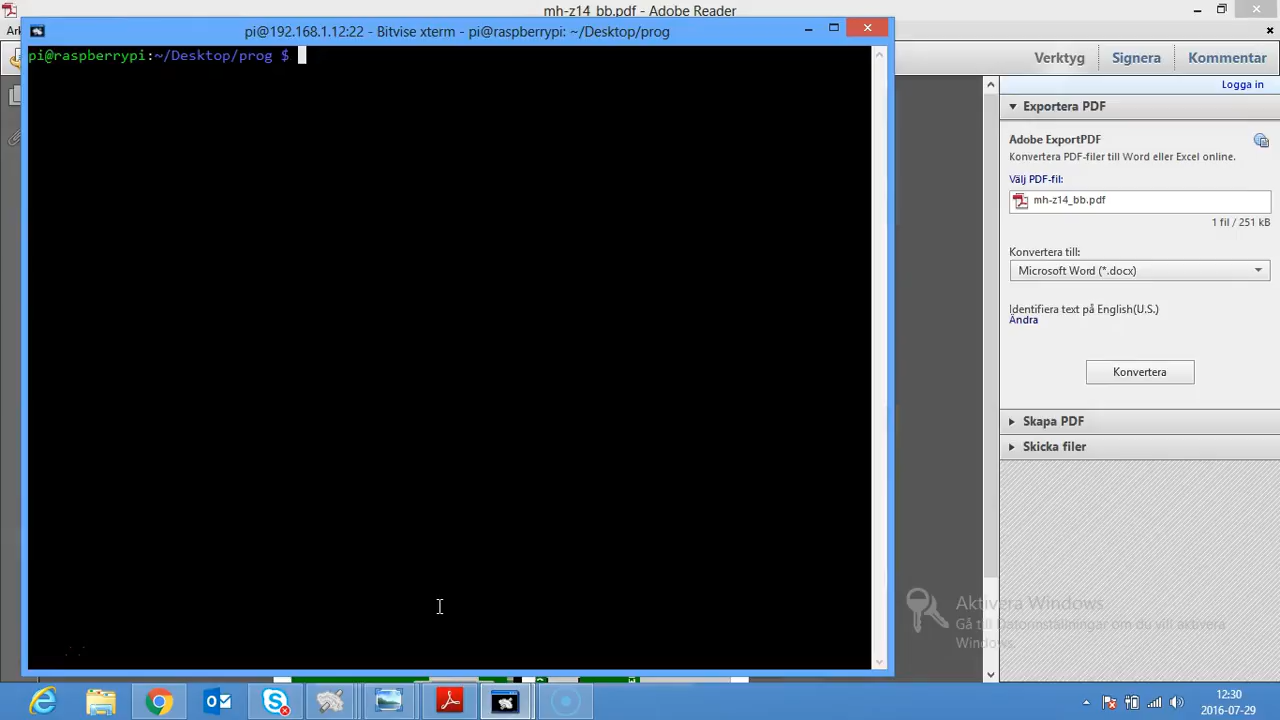 mh-z14_bb.pdf - Adobe Reader
pi@192.168.1.12:22 - Bitvise xterm - pi@raspberrypi: ~/Desktop/prog
pi@raspberrypi:~/Desktop/prog $
Verktyg
Signera
Kommentar
Logga in
Exportera PDF
Adobe ExportPDF
Konvertera PDF-filer till Word eller Excel online.
Välj PDF-fil:
mh-z14_bb.pdf
1 fil / 251 kB
Konvertera till:
Microsoft Word (*.docx)
Identifiera text på English(U.S.)
Ändra
Konvertera
Skapa PDF
Skicka filer
Aktivera Windows
Gå till Datorinställningar om du vill aktivera
Windows.
12:30
2016-07-29